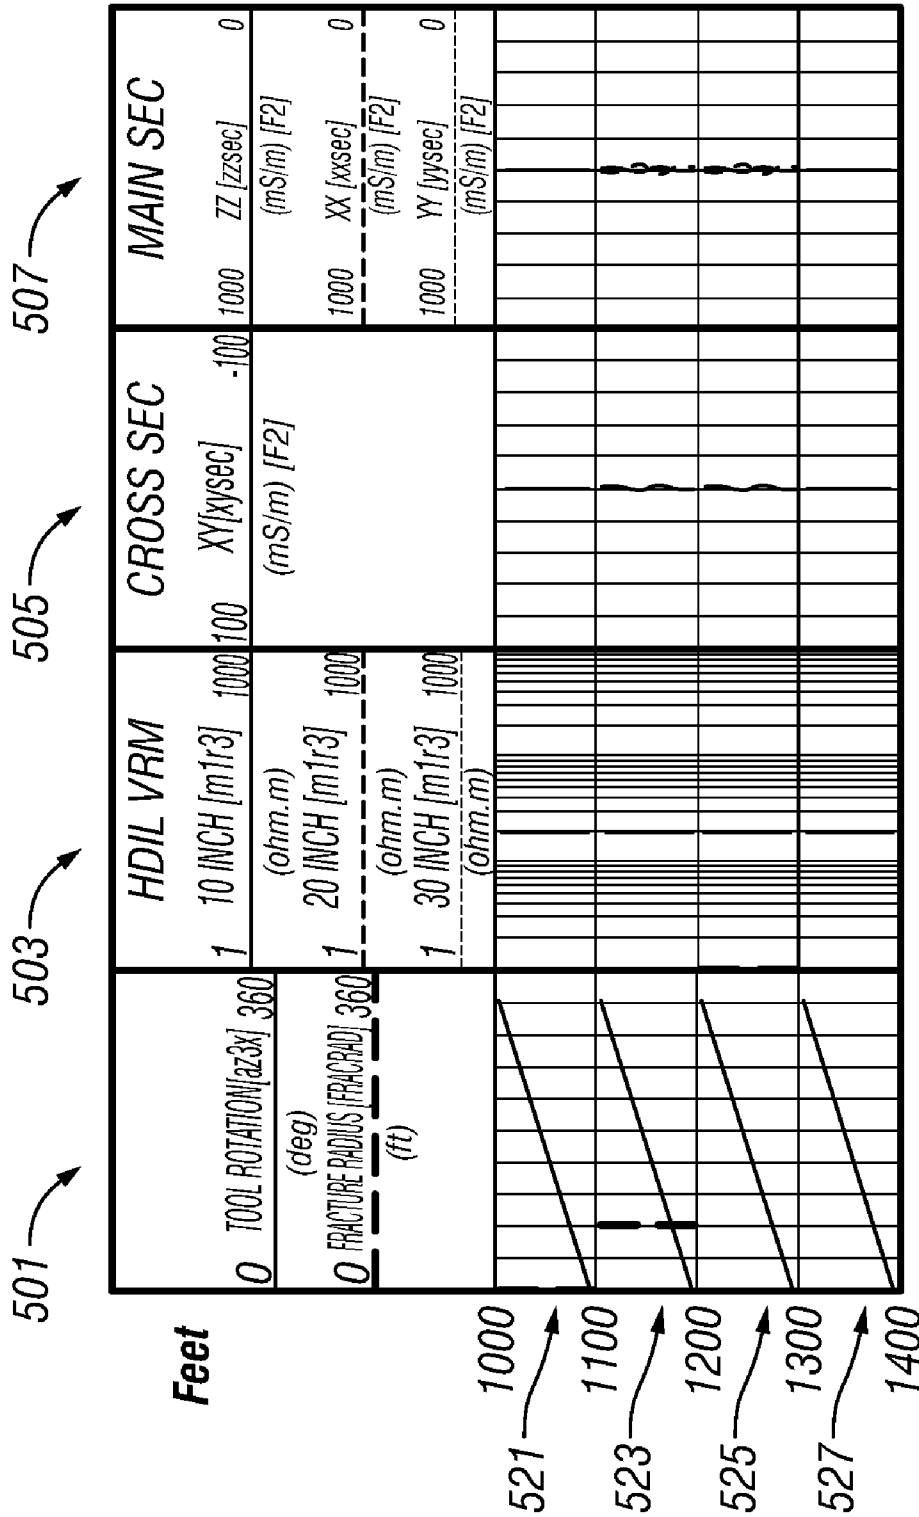 501
503
505
507
Feet
0 TOOL ROTATION[az3x] 360
(deg)
0 FRACTURE RADIUS [FRACRAD] 360
(ft)
HDIL VRM
1 10 INCH [m1r3] 1000
(ohm.m)
1 20 INCH [m1r3] 1000
(ohm.m)
1 30 INCH [m1r3] 1000
(ohm.m)
CROSS SEC
100 XY[xysec] -100
(mS/m) [F2]
MAIN SEC
1000 ZZ [zzsec] 0
(mS/m) [F2]
1000 XX [xxsec] 0
(mS/m) [F2]
1000 YY [yysec] 0
(mS/m) [F2]
1000
521
1100
523
1200
525
1300
527
1400